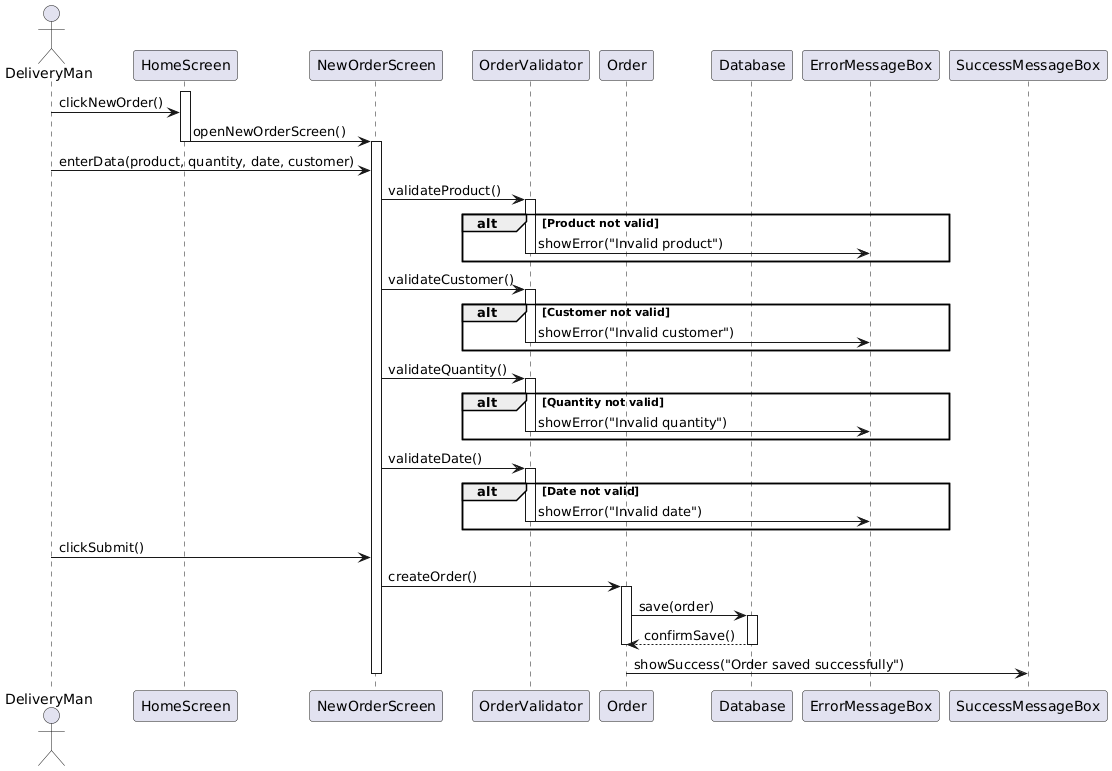 DeliveryMan
HomeScreen
NewOrderScreen
OrderValidator
Order
Database
ErrorMessageBox
SuccessMessageBox
clickNewOrder()
openNewOrderScreen()
enterData(product, quantity, date, customer)
validateProduct()
alt [Product not valid]
showError("Invalid product")
validateCustomer()
alt [Customer not valid]
showError("Invalid customer")
validateQuantity()
alt [Quantity not valid]
showError("Invalid quantity")
validateDate()
alt [Date not valid]
showError("Invalid date")
clickSubmit()
createOrder()
save(order)
confirmSave()
showSuccess("Order saved successfully")
DeliveryMan
HomeScreen
NewOrderScreen
OrderValidator
Order
Database
ErrorMessageBox
SuccessMessageBox